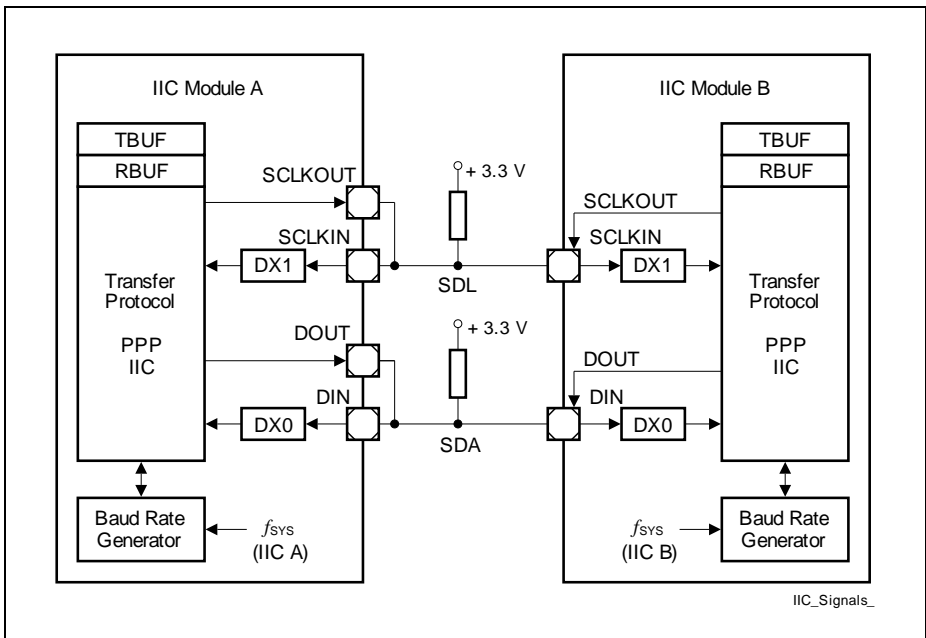 IIC Module A
TBUF
RBUF
Transfer
Protocol
PPP
IIC
SCLKOUT
SCLKIN
DX1
DOUT
DIN
DX0
Baud Rate
Generator
fSYS
(IIC A)
+ 3.3 V
SDL
+ 3.3 V
SDA
IIC Module B
TBUF
RBUF
SCLKOUT
SCLKIN
DX1
Transfer
Protocol
PPP
IIC
DOUT
DIN
DX0
fSYS
(IIC B)
Baud Rate
Generator
IIC_Signals_